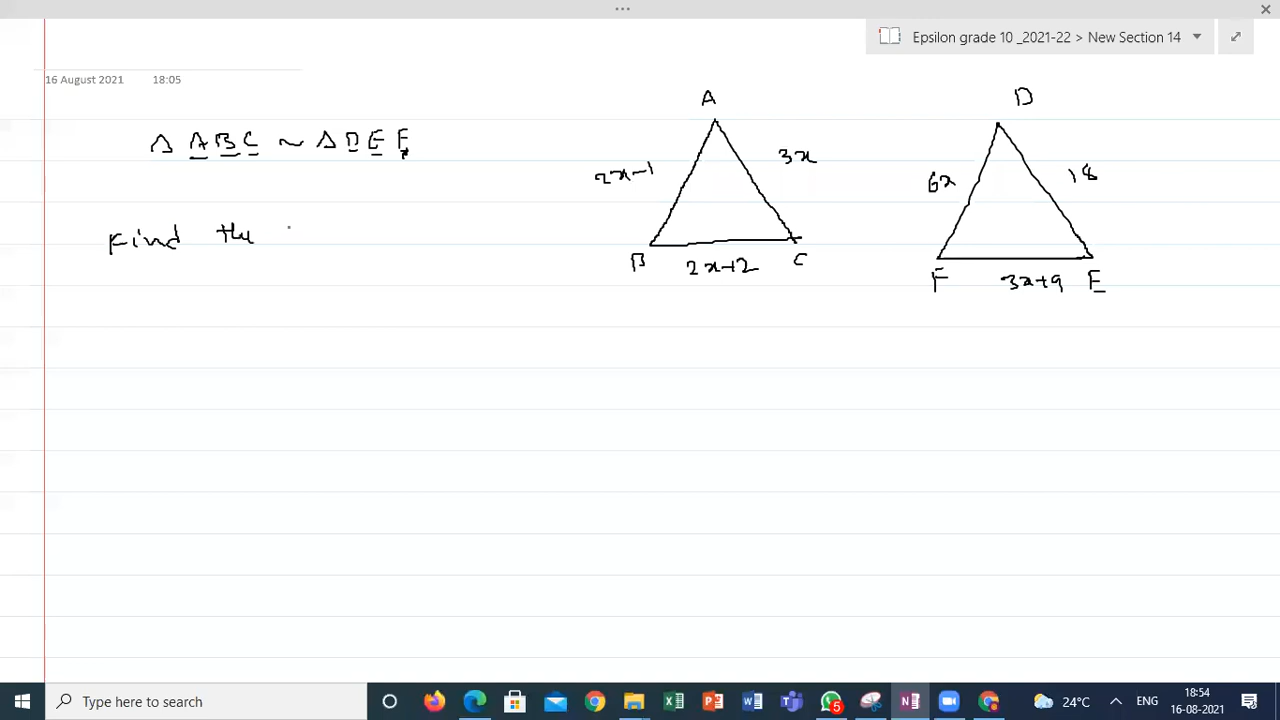 Epsilon grade 10 _2021-22 > New Section 14
16 August 2021 18:05
Δ ABC ~ Δ DEF
Find the
A
2x-1
3x
B
2x+2
C
D
6x
18
F
3x+9
E
Type here to search
5
24°C
ENG
18:54
16-08-2021